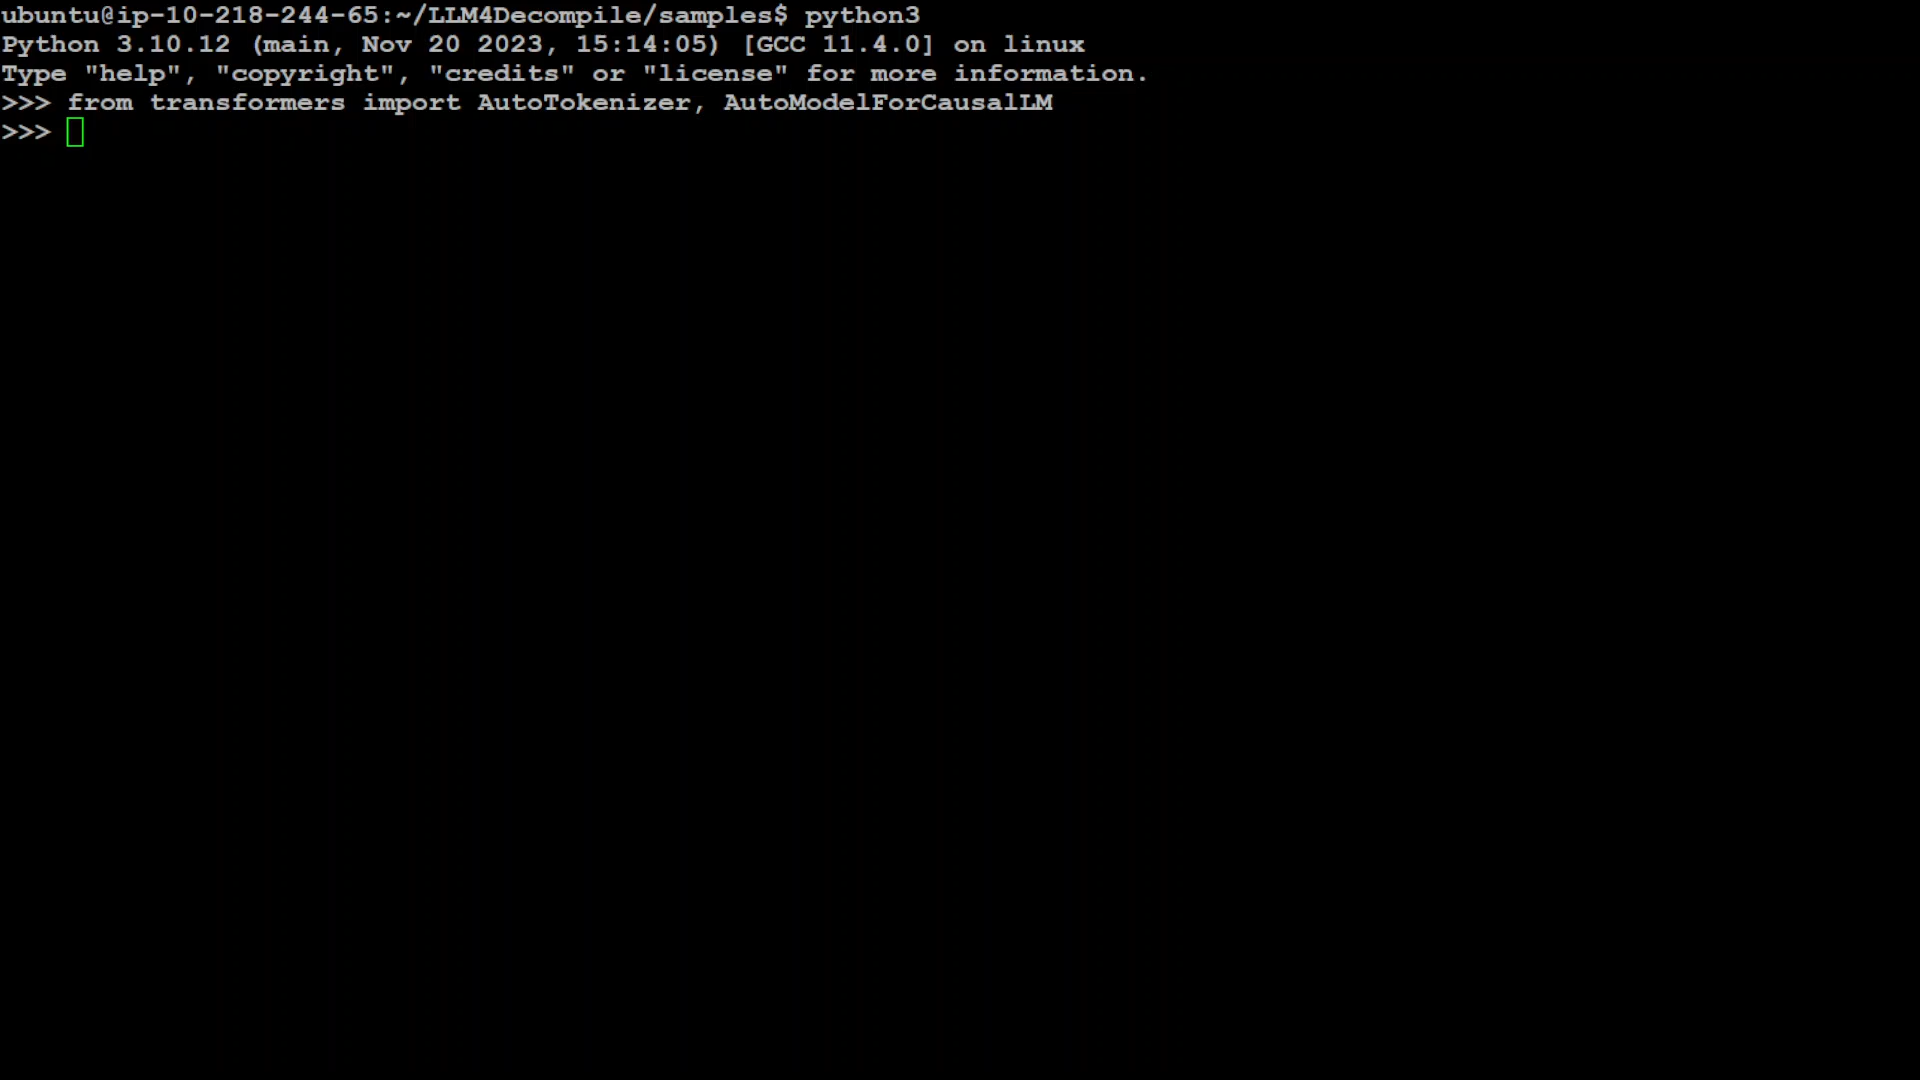 ubuntu@ip-10-218-244-65:~/LLM4Decompile/samples$ python3
Python 3.10.12 (main, Nov 20 2023, 15:14:05) [GCC 11.4.0] on linux
Type "help", "copyright", "credits" or "license" for more information.
>>> from transformers import AutoTokenizer, AutoModelForCausalLM
>>>